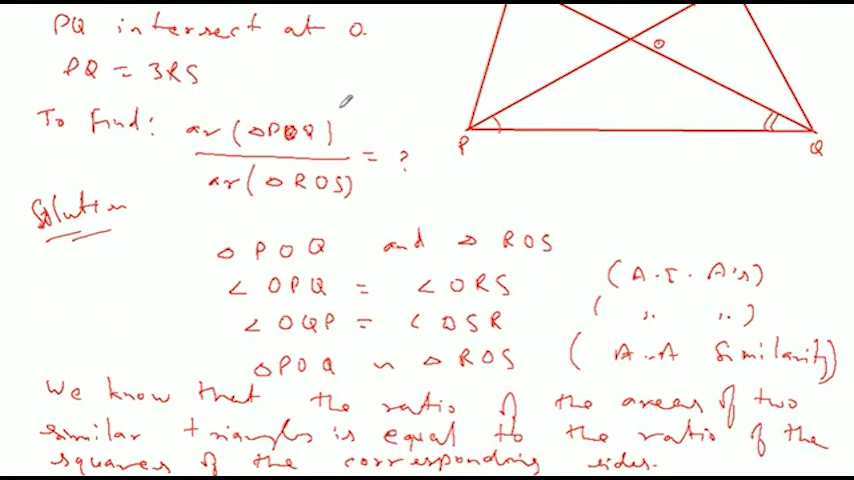 PQ intersect at O.
PQ = 3RS
O
To Find: ar(△POQ)
= ?
ar(△ROS)
P
Q
Solution
△POQ and △ROS
∠OPQ = ∠ORS (A.I.A's)
∠OQP = ∠OSR ( ,, ,, )
△POQ ~ △ROS (A.A Similarity)
We know that the ratio of the areas of two
similar triangles is equal to the ratio of the
squares of the corresponding sides.